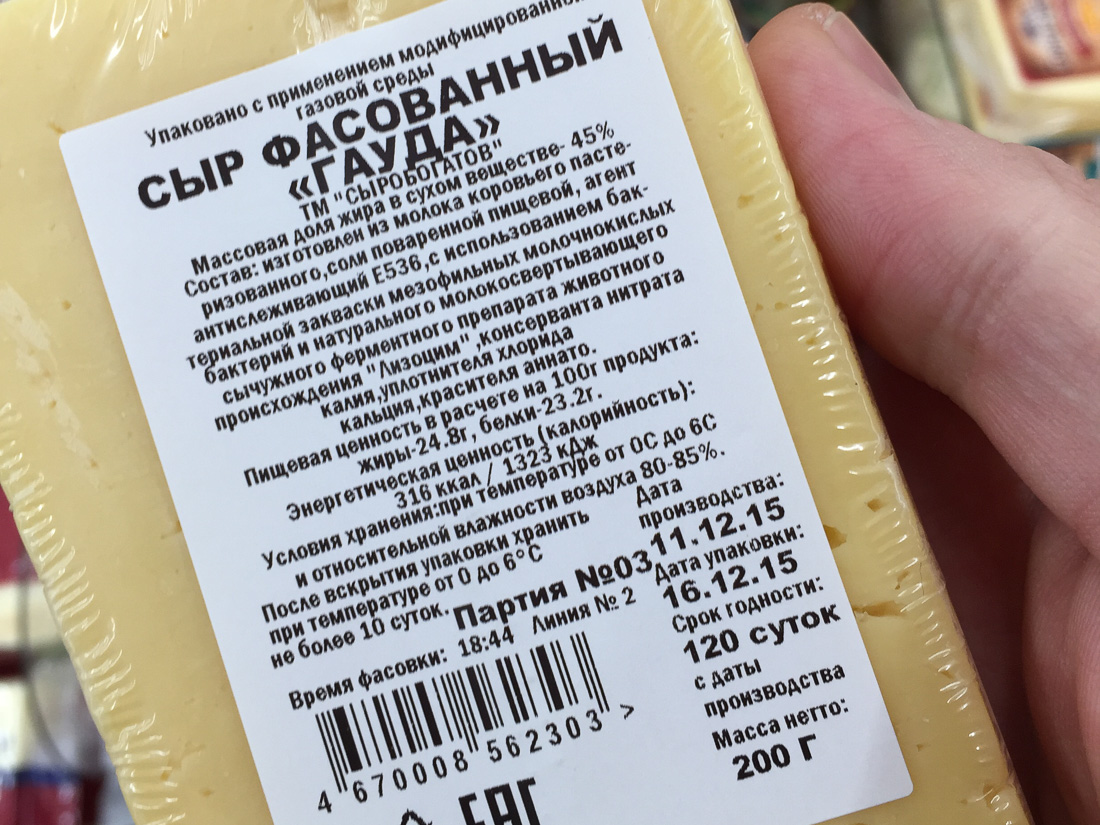 Упаковано с применением модифицированной
газовой среды
СЫР ФАСОВАННЫЙ
«ГАУДА»
ТМ "СЫРОБОГАТОВ"
Массовая доля жира в сухом веществе- 45%
Состав: изготовлен из молока коровьего пасте-
ризованного,соли поваренной пищевой, агент
антислеживающий Е536,с использованием бак-
териальной закваски мезофильных молочнокислых
бактерий и натурального молокосвертывающего
сычужного ферментного препарата животного
происхождения "Лизоцим" ,консерванта нитрата
калия,уплотнителя хлорида
кальция,красителя аннато.
Пищевая ценность в расчете на 100г продукта:
жиры-24.8г, белки-23.2г.
Энергетическая ценность (калорийность):
316 ккал / 1323 кДж
Условия хранения:при температуре от 0С до 6С
и относительной влажности воздуха 80-85%.
После вскрытия упаковки хранить
при температуре от 0 до 6°С
не более 10 суток.
Партия №03
Время фасовки: 18:44 Линия № 2
4 670008 562303 >
Дата
производства:
11.12.15
Дата упаковки:
16.12.15
Срок годности:
120 суток
с даты
производства
Масса нетто:
200 Г
ЕАС